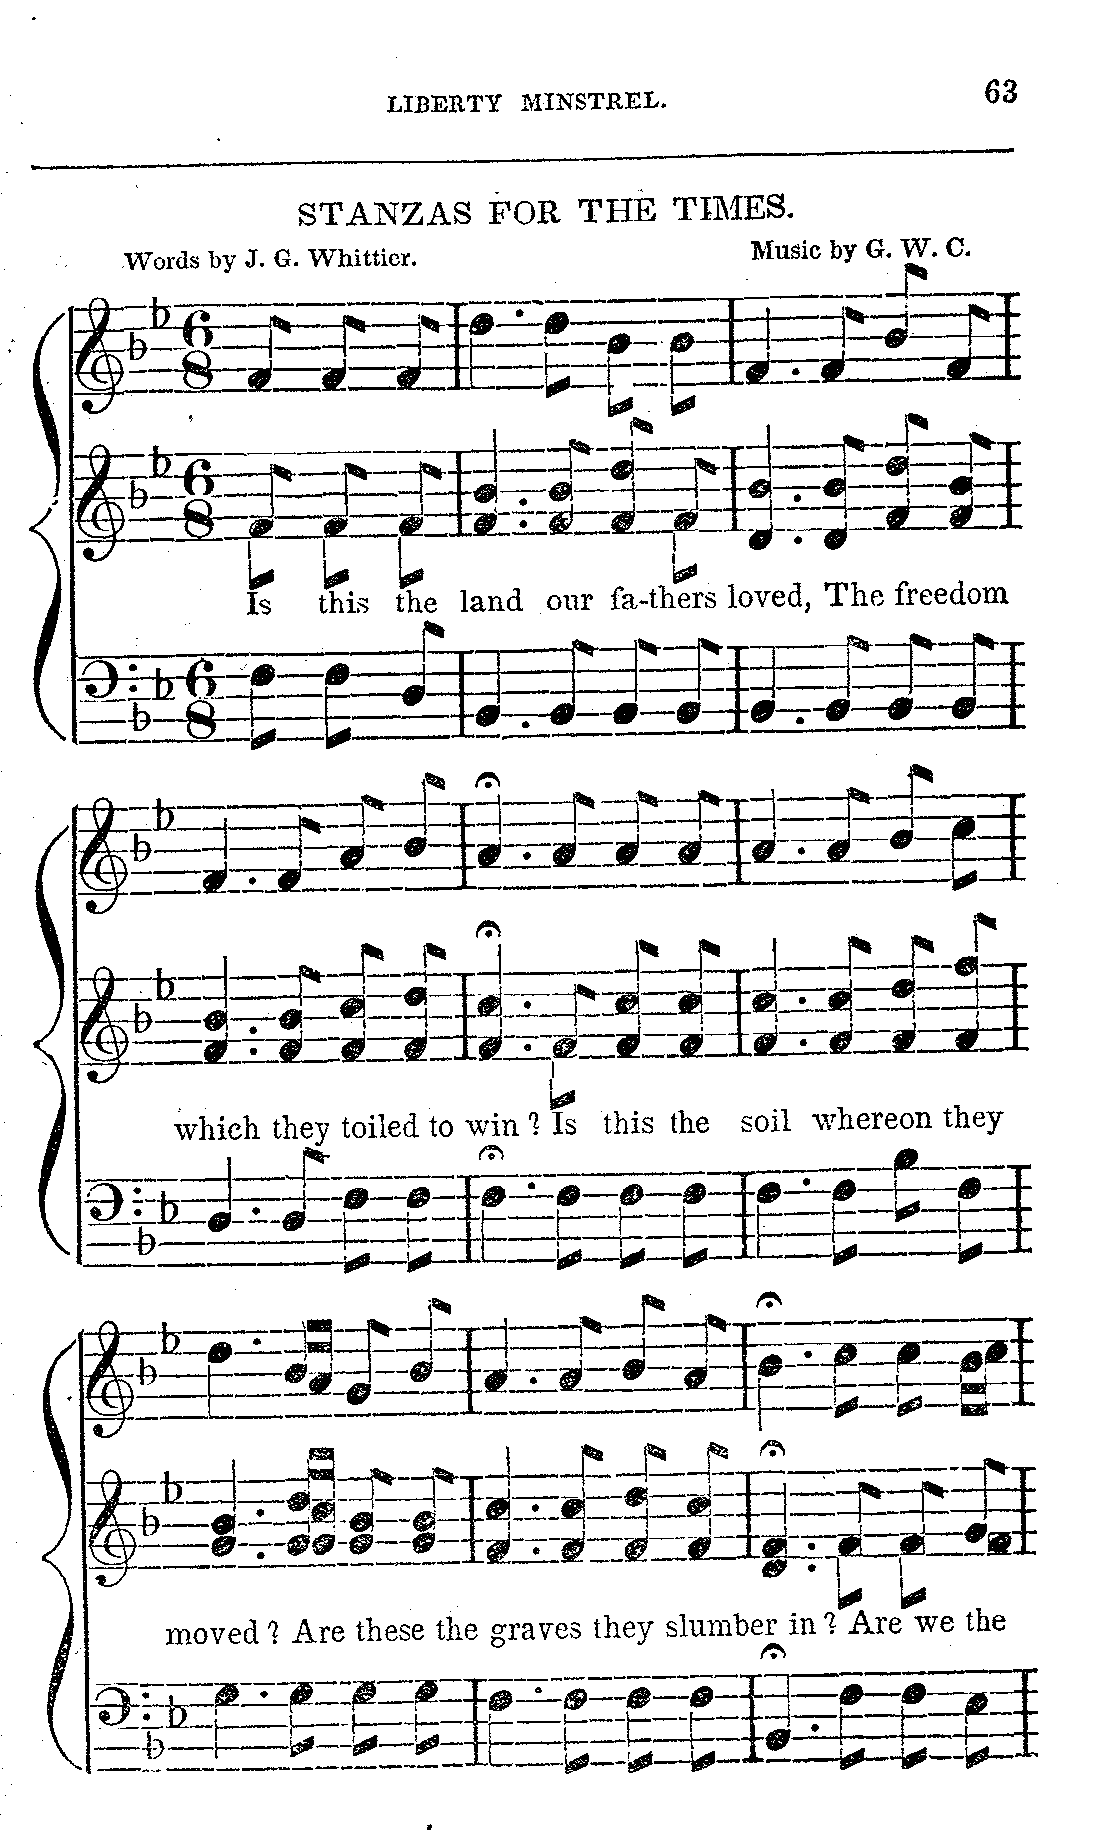 LIBERTY MINSTREL.
63
STANZAS FOR THE TIMES.
Words by J. G. Whittier.
Music by G. W. C.
Is this the land our fa-thers loved, The freedom
which they toiled to win ? Is this the soil whereon they
moved ? Are these the graves they slumber in ? Are we the